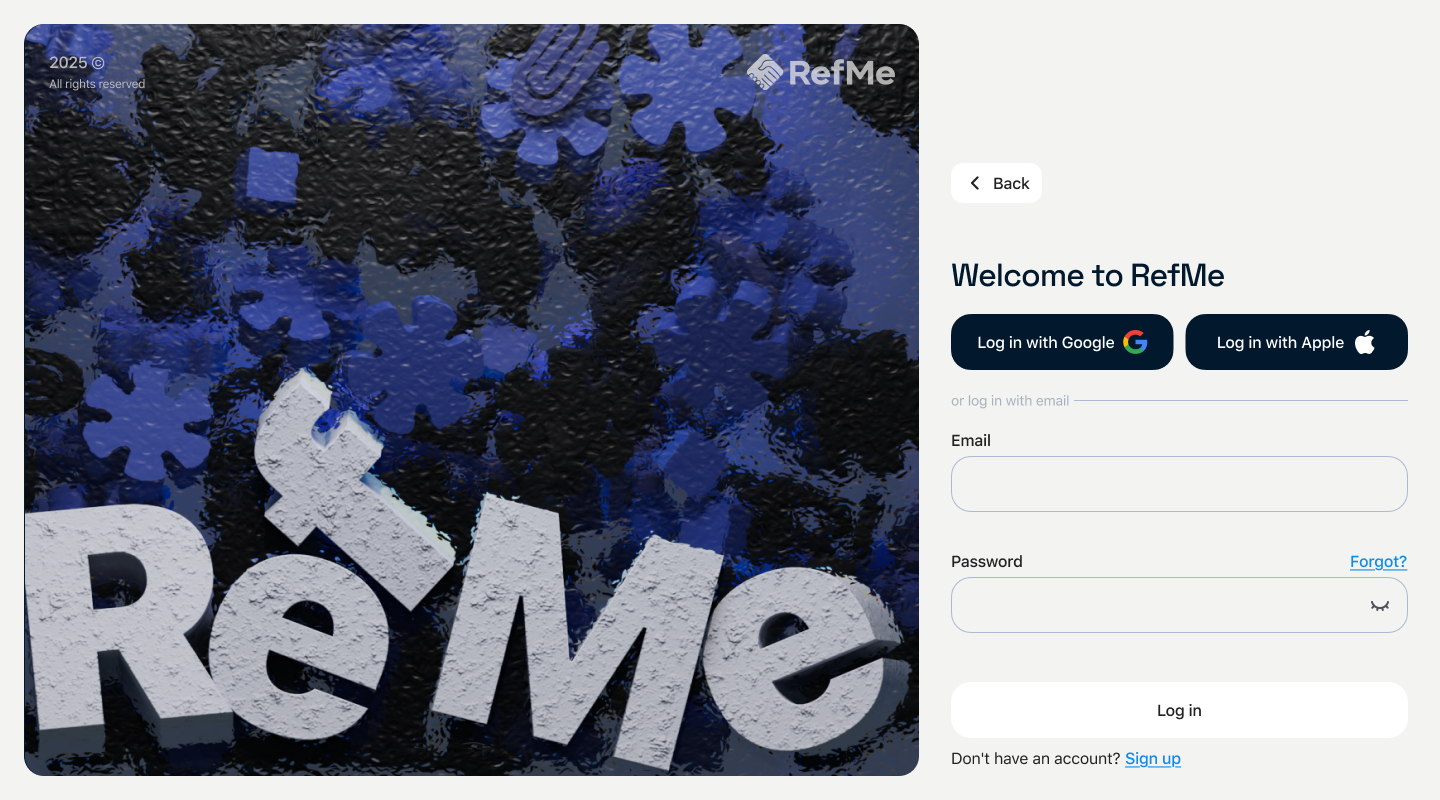 2025 ©
All rights reserved
RefMe
RefMe
Back
Welcome to RefMe
Log in with Google
Log in with Apple
or log in with email
Email
Password
Forgot?
Log in
Don't have an account? Sign up